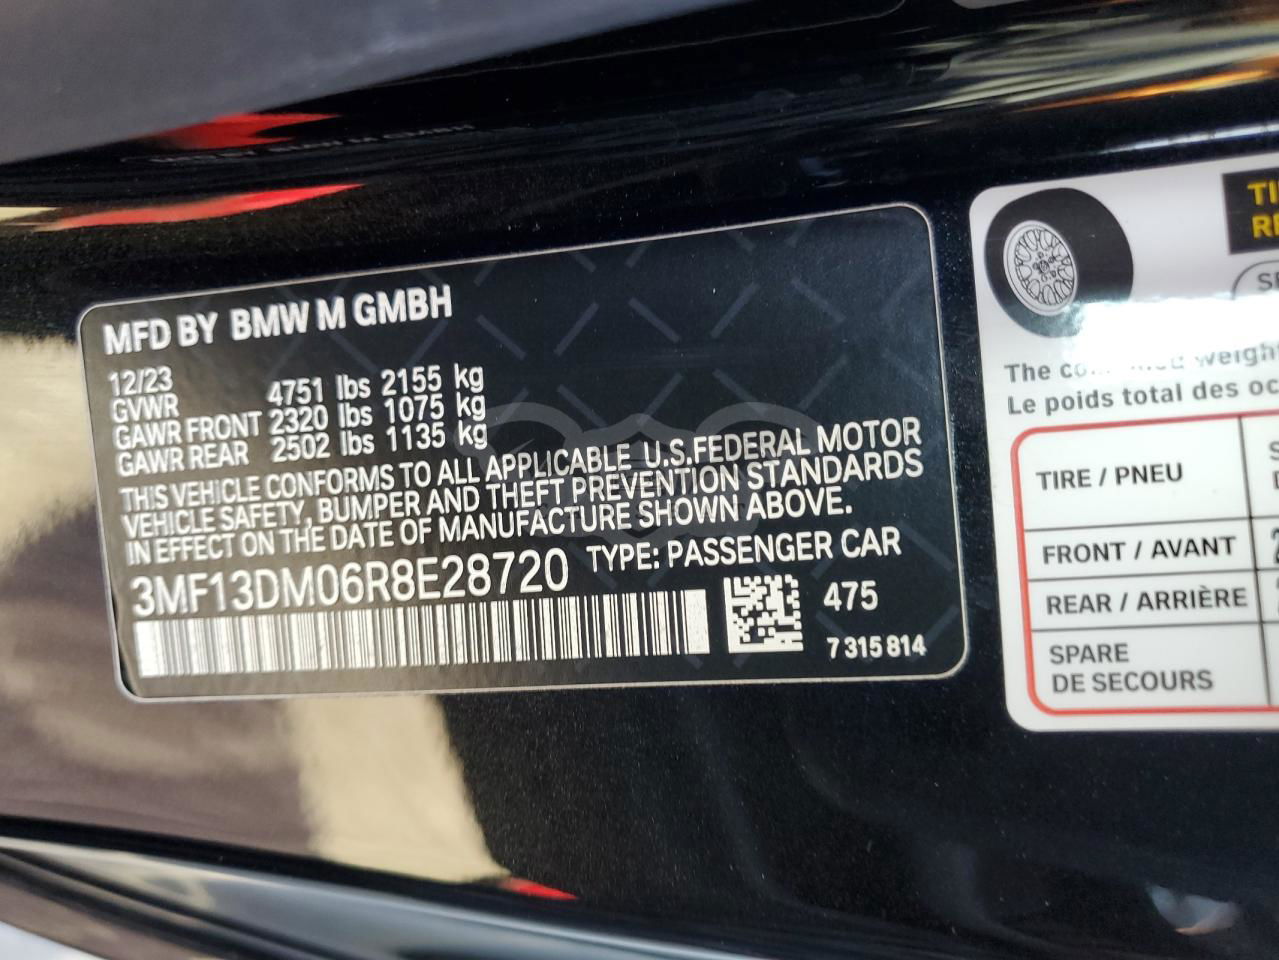 MFD BY BMW M GMBH
12/23
GVWR 4751 lbs 2155 kg
GAWR FRONT 2320 lbs 1075 kg
GAWR REAR 2502 lbs 1135 kg
THIS VEHICLE CONFORMS TO ALL APPLICABLE U.S.FEDERAL MOTOR
VEHICLE SAFETY, BUMPER AND THEFT PREVENTION STANDARDS
IN EFFECT ON THE DATE OF MANUFACTURE SHOWN ABOVE.
3MF13DM06R8E28720 TYPE: PASSENGER CAR
475
7 315 814
The
Le poids total des
TIRE / PNEU
FRONT / AVANT
REAR / ARRIÈRE
SPARE
DE SECOURS